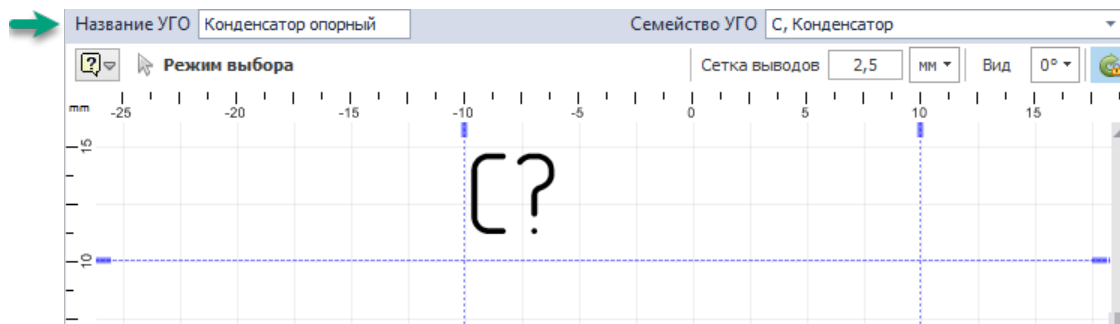 Название УГО Конденсатор опорный Семейство УГО C, Конденсатор
Режим выбора Сетка выводов 2,5 мм Вид 0°
mm -25 -20 -15 -10 -5 0 5 10 15
15
C?
10